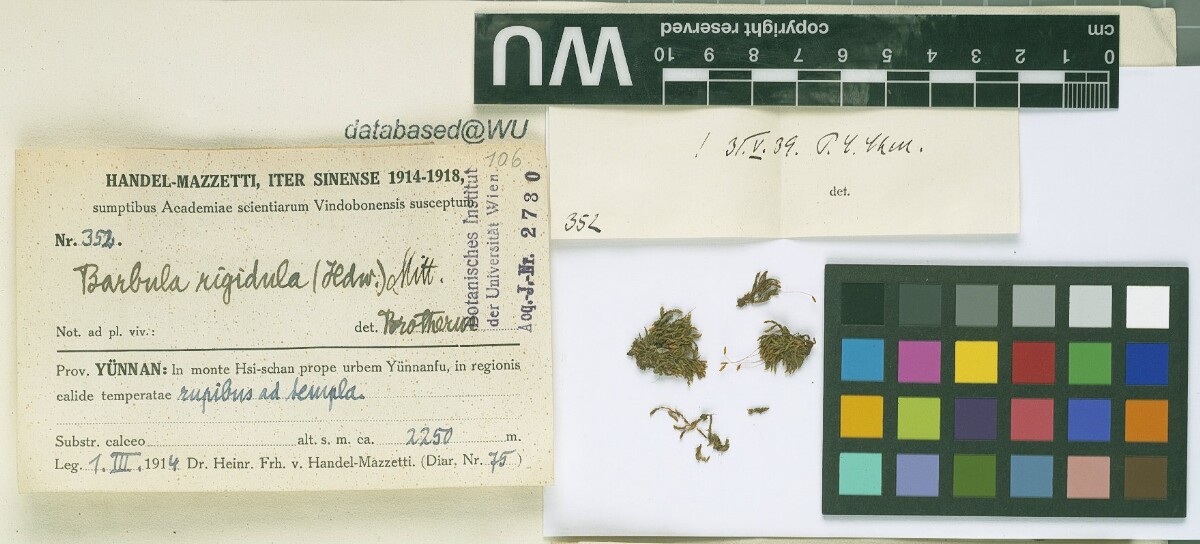 WU
copyright reserved
cm
10 9 8 7 6 5 4 3 2 1 0
databased@WU
106
HANDEL-MAZZETTI, ITER SINENSE 1914-1918,
sumptibus Academiae scientiarum Vindobonensis susceptum
Nr. 352.
Barbula rigidula (Hdw.) Mitt.
Not. ad pl. viv.: det. Brotherus
Prov. YÜNNAN: In monte Hsi-schan prope urbem Yünnanfu, in regionis
calide temperatae rupibus ad templa.
Substr. calceo alt. s. m. ca. 2250 m.
Leg. 1. III. 1914 Dr. Heinr. Frh. v. Handel-Mazzetti. (Diar. Nr. 75)
Botanisches Institut
der Universität Wien
Acq.-J.-Nr. 2730
! 31.V.39. P. Y. Chen.
det.
352